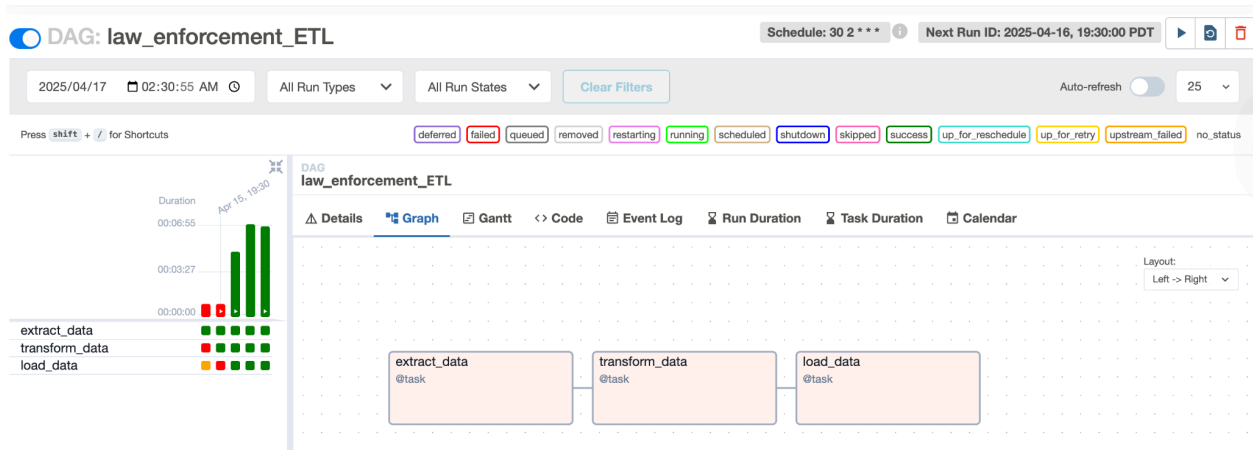 DAG: law_enforcement_ETL
Schedule: 30 2 * * *
Next Run ID: 2025-04-16, 19:30:00 PDT
2025/04/17 02:30:55 AM
All Run Types
All Run States
Clear Filters
Auto-refresh
25
Press shift + / for Shortcuts
deferred failed queued removed restarting running scheduled shutdown skipped success up_for_reschedule up_for_retry upstream_failed no_status
Duration
Apr 15, 19:30
00:06:55
00:03:27
00:00:00
extract_data
transform_data
load_data
DAG
law_enforcement_ETL
Details
Graph
Gantt
<> Code
Event Log
Run Duration
Task Duration
Calendar
Layout:
Left -> Right
extract_data
@task
transform_data
@task
load_data
@task